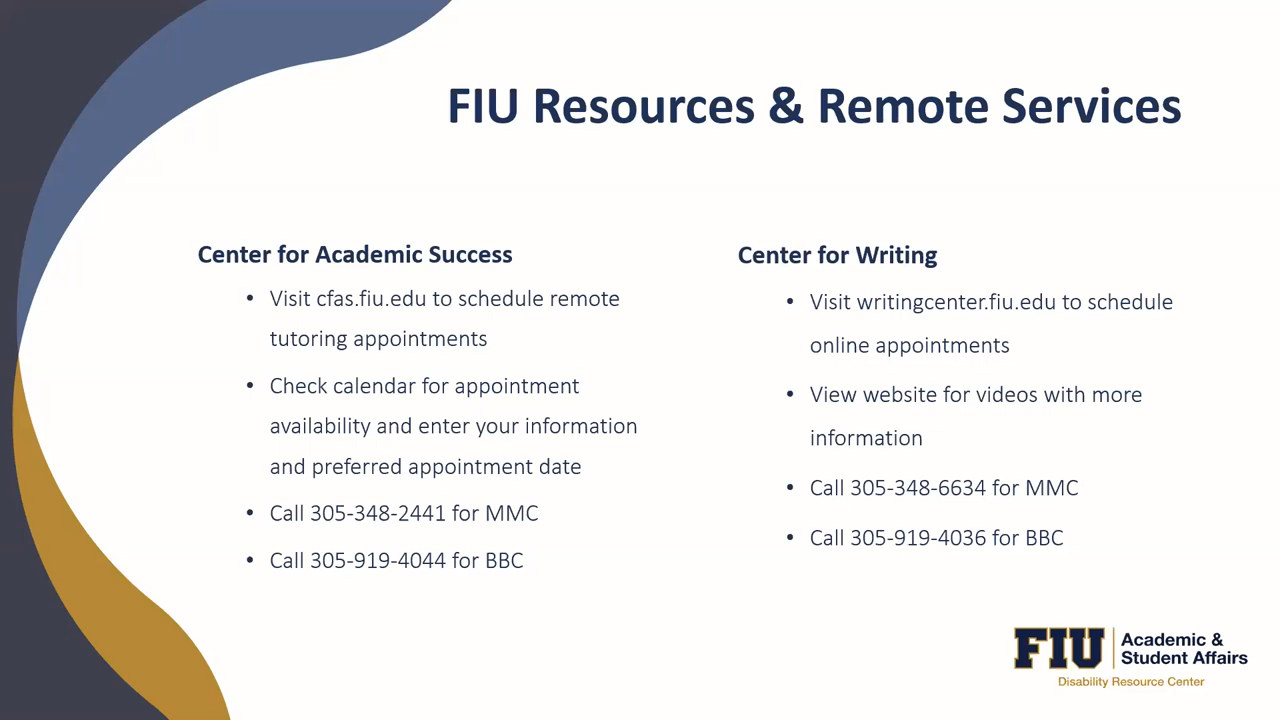 FIU Resources & Remote Services
Center for Academic Success
• Visit cfas.fiu.edu to schedule remote
tutoring appointments
• Check calendar for appointment
availability and enter your information
and preferred appointment date
• Call 305-348-2441 for MMC
• Call 305-919-4044 for BBC
Center for Writing
• Visit writingcenter.fiu.edu to schedule
online appointments
• View website for videos with more
information
• Call 305-348-6634 for MMC
• Call 305-919-4036 for BBC
FIU
Academic &
Student Affairs
Disability Resource Center